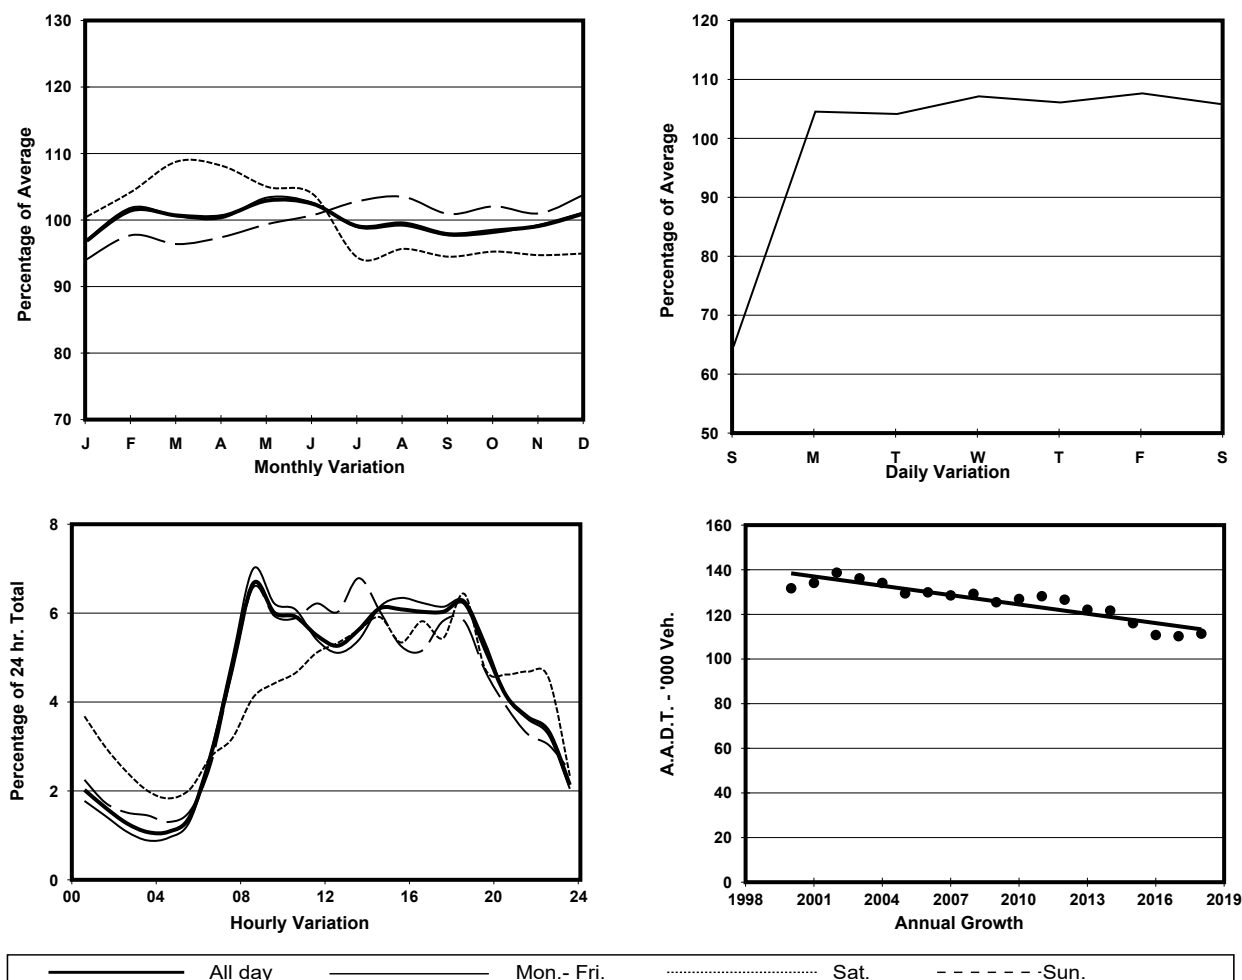 130
120
110
100
90
80
70
Percentage of Average
J F M A M J J A S O N D
Monthly Variation
120
110
100
90
80
70
60
50
Percentage of Average
S M T W T F S
Daily Variation
8
6
4
2
0
Percentage of 24 hr. Total
00 04 08 12 16 20 24
Hourly Variation
160
140
120
100
80
60
40
20
0
A.A.D.T. - '000 Veh.
1998 2001 2004 2007 2010 2013 2016 2019
Annual Growth
All day Mon.- Fri. Sat. Sun.